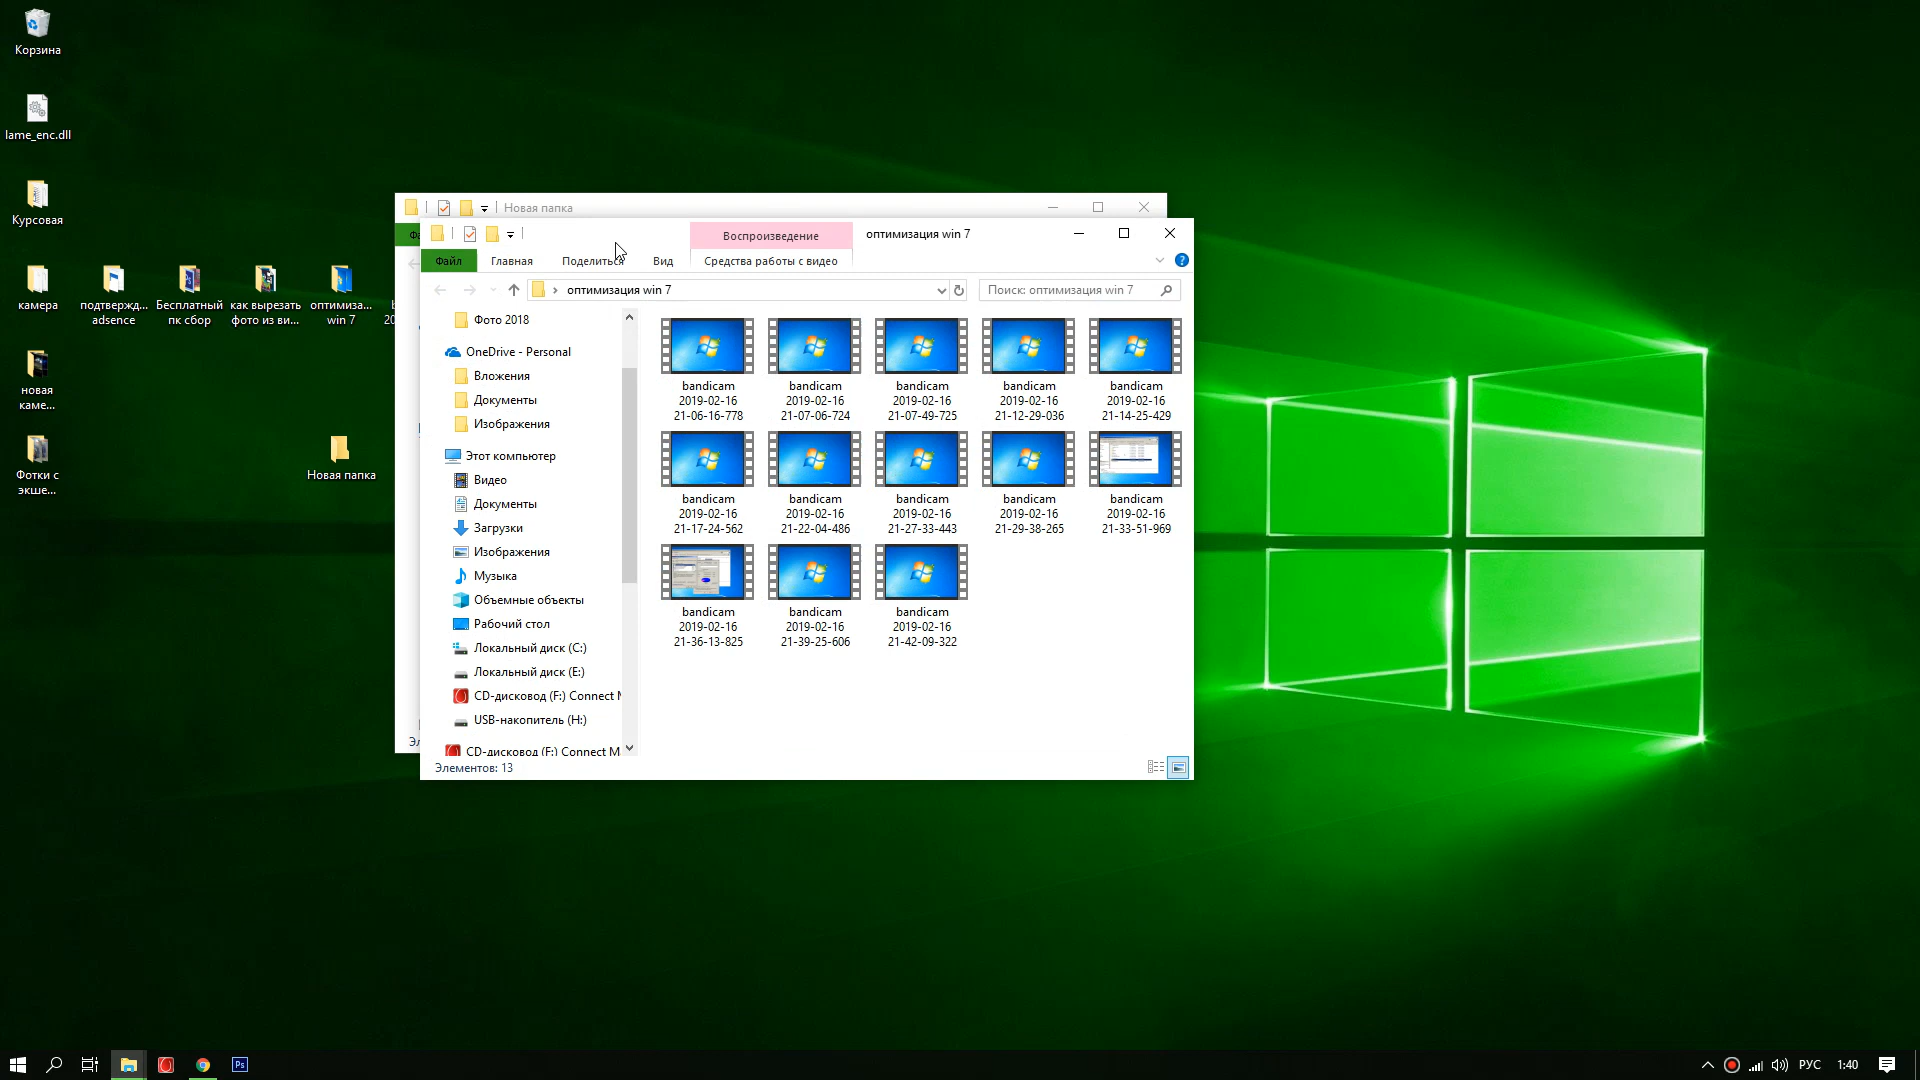 Корзина
lame_enc.dll
Курсовая
камера
подтвержд...
adsence
Бесплатный
пк сбор
как вырезать
фото из ви...
оптимиза...
win 7
новая
каме...
Фотки с
экше...
Новая папка
Новая папка
Воспроизведение
оптимизация win 7
Файл
Главная
Поделиться
Вид
Средства работы с видео
оптимизация win 7
Поиск: оптимизация win 7
Фото 2018
OneDrive - Personal
Вложения
Документы
Изображения
Этот компьютер
Видео
Документы
Загрузки
Изображения
Музыка
Объемные объекты
Рабочий стол
Локальный диск (C:)
Локальный диск (E:)
CD-дисковод (F:) Connect
USB-накопитель (H:)
CD-дисковод (F:) Connect M
bandicam
2019-02-16
21-06-16-778
bandicam
2019-02-16
21-07-06-724
bandicam
2019-02-16
21-07-49-725
bandicam
2019-02-16
21-12-29-036
bandicam
2019-02-16
21-14-25-429
bandicam
2019-02-16
21-17-24-562
bandicam
2019-02-16
21-22-04-486
bandicam
2019-02-16
21-27-33-443
bandicam
2019-02-16
21-29-38-265
bandicam
2019-02-16
21-33-51-969
bandicam
2019-02-16
21-36-13-825
bandicam
2019-02-16
21-39-25-606
bandicam
2019-02-16
21-42-09-322
Элементов: 13
Ps
РУС
1:40